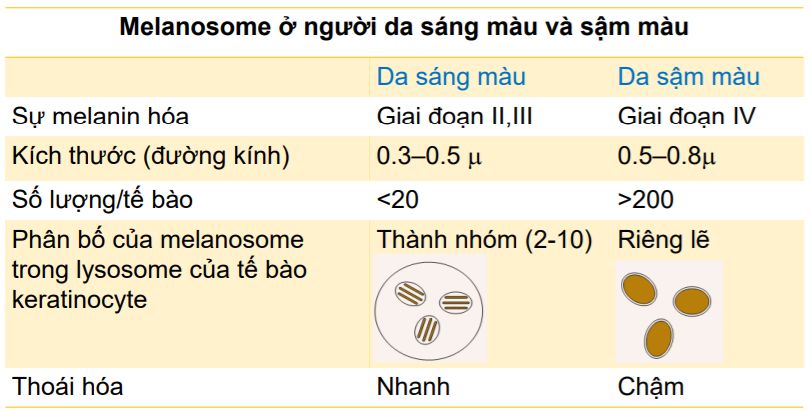 Melanosome ở người da sáng màu và sậm màu
Da sáng màu Da sậm màu
Sự melanin hóa Giai đoạn II,III Giai đoạn IV
Kích thước (đường kính) 0.3–0.5 μ 0.5–0.8μ
Số lượng/tế bào <20 >200
Phân bố của melanosome Thành nhóm (2-10) Riêng lẽ
trong lysosome của tế bào
keratinocyte
Thoái hóa Nhanh Chậm